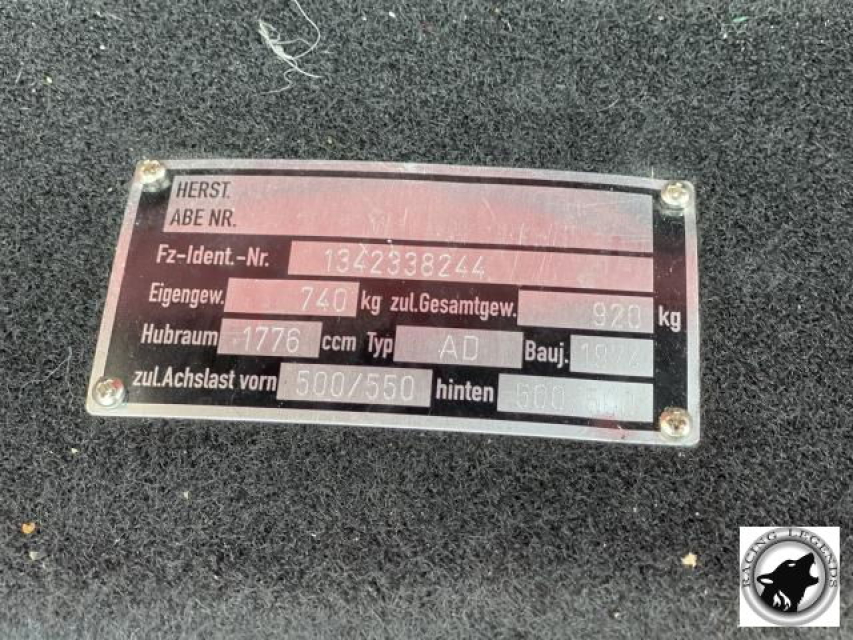 HERST.
ABE NR.
Fz-Ident.-Nr. 1342338244
Eigengew. 740 kg zul.Gesamtgew. 920 kg
Hubraum 1776 ccm Typ AD Bauj.
zul.Achslast vorn 500/550 hinten
RACING LEGENDS